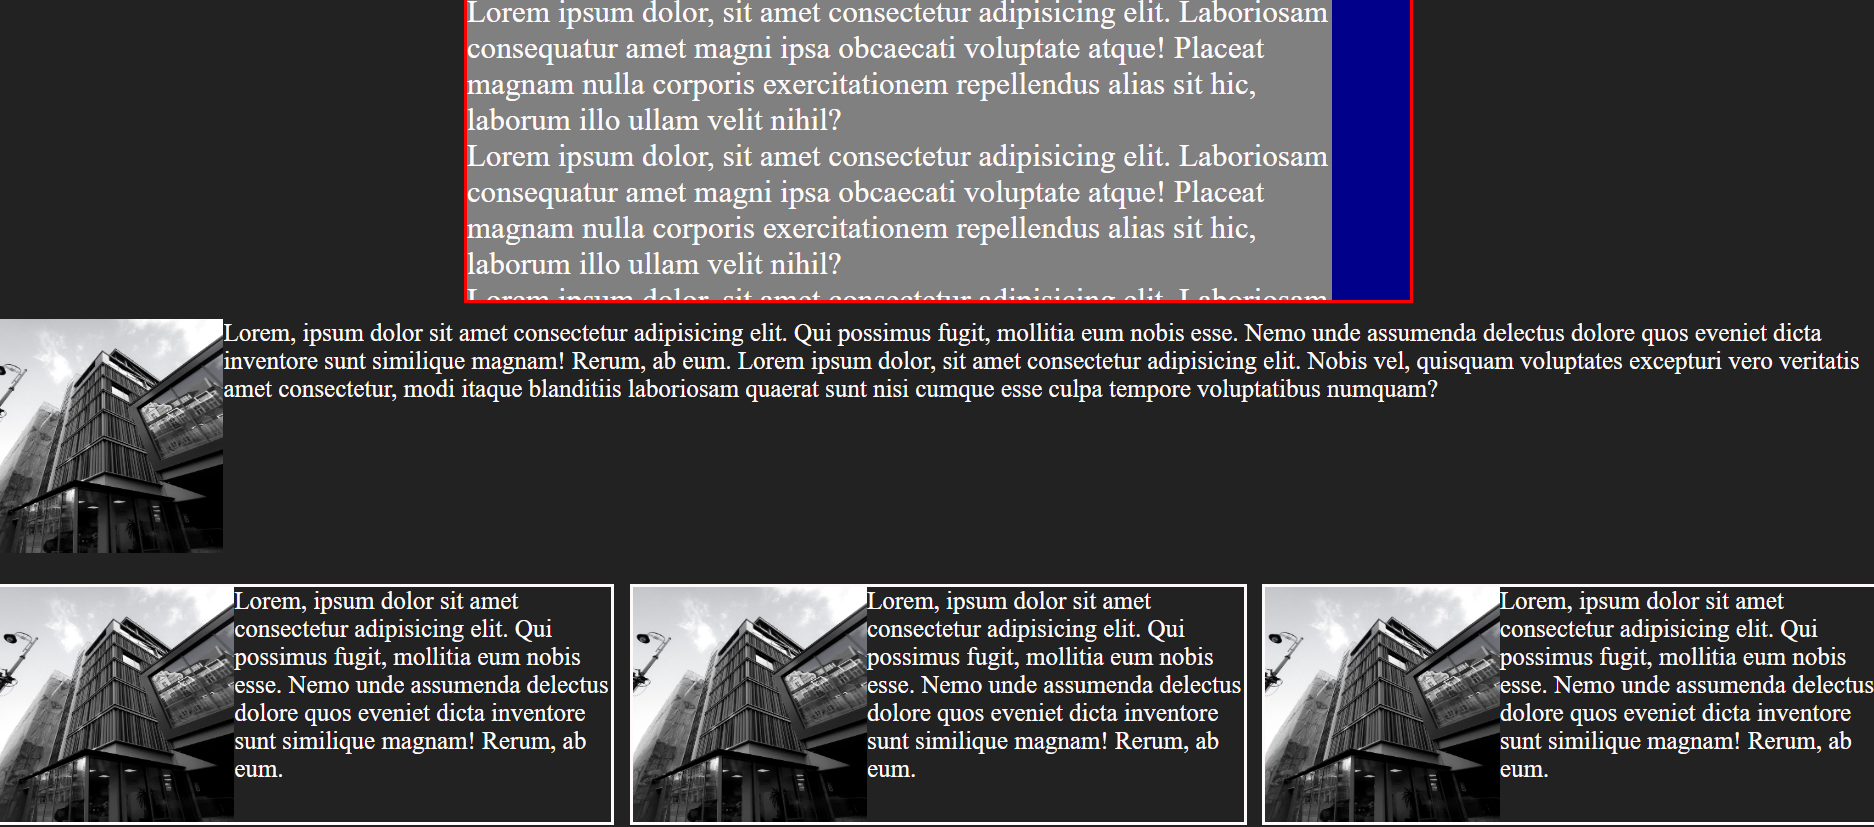 Lorem ipsum dolor, sit amet consectetur adipisicing elit. Laboriosam
consequatur amet magni ipsa obcaecati voluptate atque! Placeat
magnam nulla corporis exercitationem repellendus alias sit hic,
laborum illo ullam velit nihil?
Lorem ipsum dolor, sit amet consectetur adipisicing elit. Laboriosam
consequatur amet magni ipsa obcaecati voluptate atque! Placeat
magnam nulla corporis exercitationem repellendus alias sit hic,
laborum illo ullam velit nihil?
Lorem ipsum dolor, sit amet consectetur adipisicing elit. Laboriosam
Lorem, ipsum dolor sit amet consectetur adipisicing elit. Qui possimus fugit, mollitia eum nobis esse. Nemo unde assumenda delectus dolore quos eveniet dicta
inventore sunt similique magnam! Rerum, ab eum. Lorem ipsum dolor, sit amet consectetur adipisicing elit. Nobis vel, quisquam voluptates excepturi vero veritatis
amet consectetur, modi itaque blanditiis laboriosam quaerat sunt nisi cumque esse culpa tempore voluptatibus numquam?
Lorem, ipsum dolor sit amet
consectetur adipisicing elit. Qui
possimus fugit, mollitia eum nobis
esse. Nemo unde assumenda delectus
dolore quos eveniet dicta inventore
sunt similique magnam! Rerum, ab
eum.
Lorem, ipsum dolor sit amet
consectetur adipisicing elit. Qui
possimus fugit, mollitia eum nobis
esse. Nemo unde assumenda delectus
dolore quos eveniet dicta inventore
sunt similique magnam! Rerum, ab
eum.
Lorem, ipsum dolor sit amet
consectetur adipisicing elit. Qui
possimus fugit, mollitia eum nobis
esse. Nemo unde assumenda delectus
dolore quos eveniet dicta inventore
sunt similique magnam! Rerum, ab
eum.